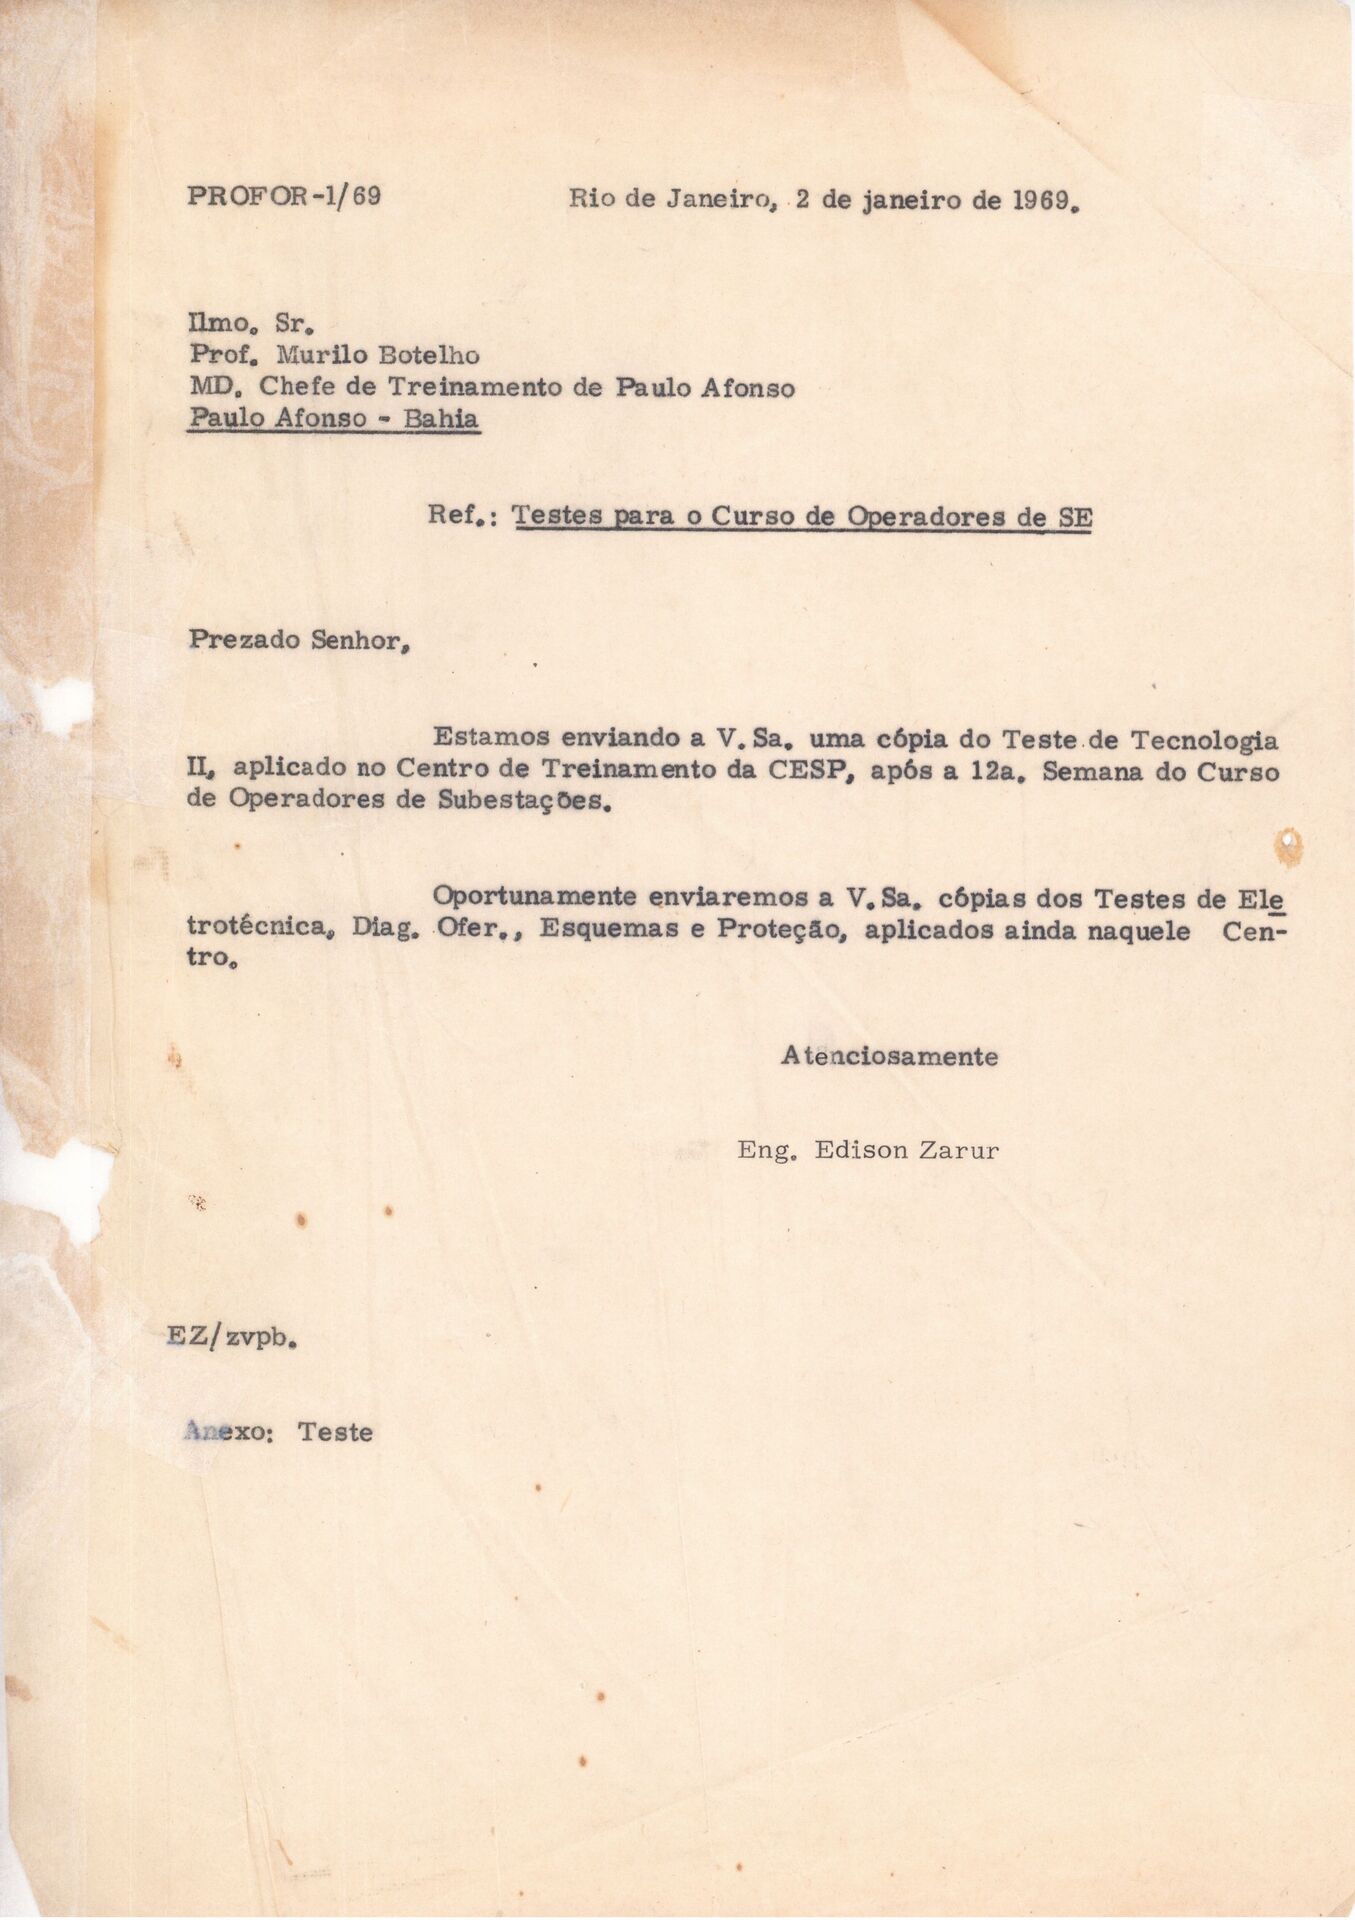 PROFOR-1/69
Rio de Janeiro, 2 de janeiro de 1969.
Ilmo. Sr.
Prof. Murilo Botelho
MD. Chefe de Treinamento de Paulo Afonso
Paulo Afonso - Bahia
Ref.: Testes para o Curso de Operadores de SE
Prezado Senhor,
Estamos enviando a V. Sa. uma cópia do Teste de Tecnologia
II, aplicado no Centro de Treinamento da CESP, após a 12a. Semana do Curso
de Operadores de Subestações.
Oportunamente enviaremos a V. Sa. cópias dos Testes de Ele
trotécnica, Diag. Ofer., Esquemas e Proteção, aplicados ainda naquele Cen-
tro.
Atenciosamente
Eng. Edison Zarur
EZ/zvpb.
Anexo: Teste